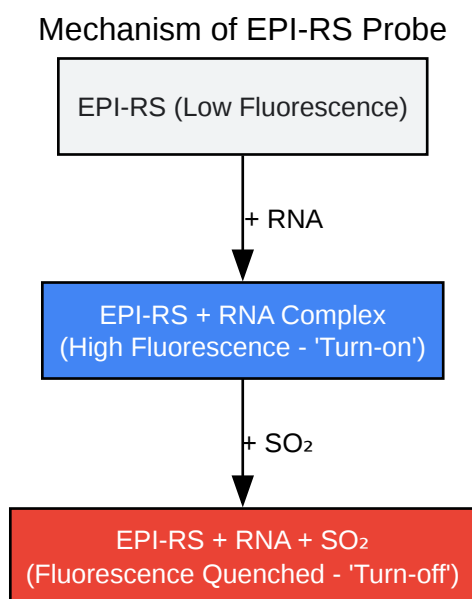 Mechanism of EPI-RS Probe
EPI-RS (Low Fluorescence)
+ RNA
EPI-RS + RNA Complex
(High Fluorescence - 'Turn-on')
+ SO₂
EPI-RS + RNA + SO₂
(Fluorescence Quenched - 'Turn-off')